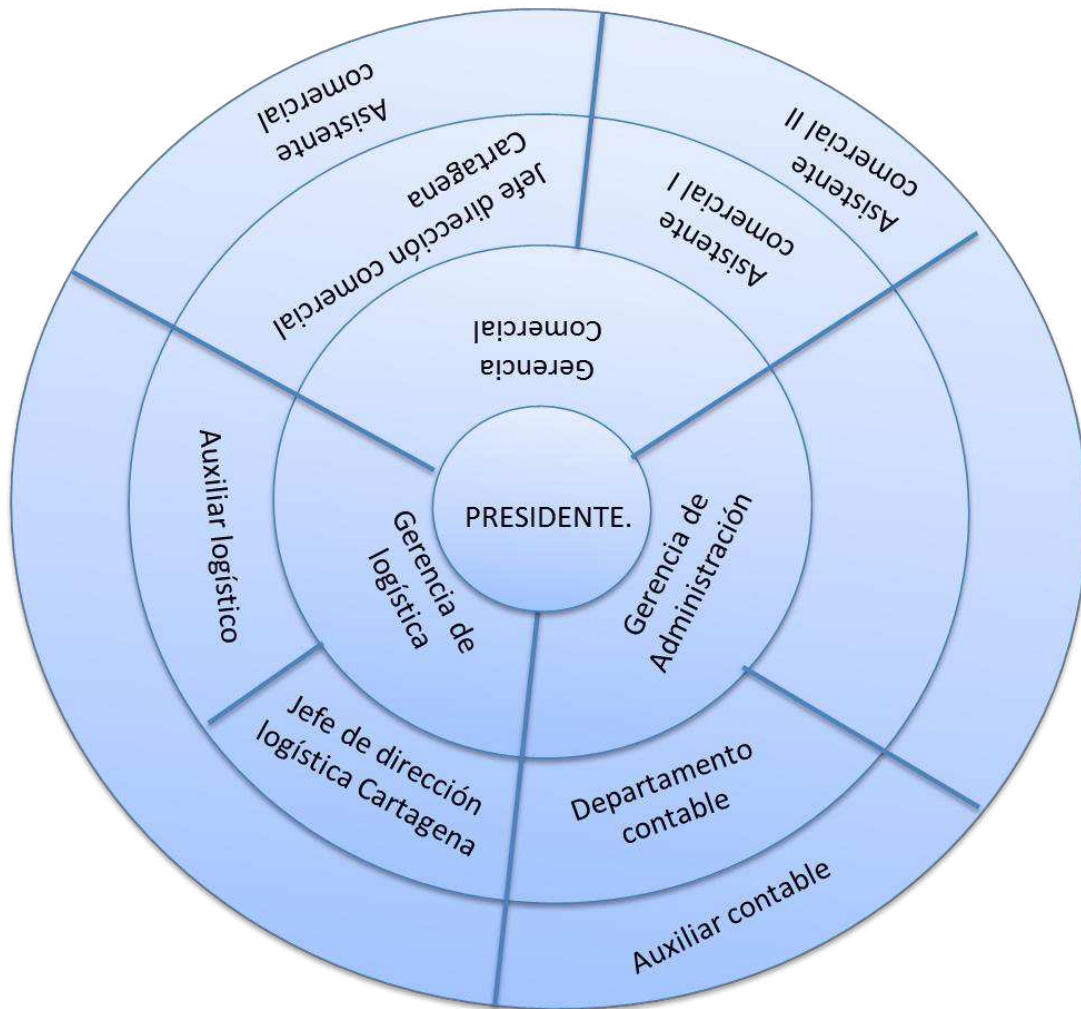 PRESIDENTE.
Gerencia
Comercial
Gerencia de
Administración
Gerencia de
logística
Jefe dirección comercial
Cartagena
Asistente
comercial
Asistente
comercial I
Asistente
comercial II
Auxiliar logístico
Jefe de dirección
logística Cartagena
Departamento
contable
Auxiliar contable